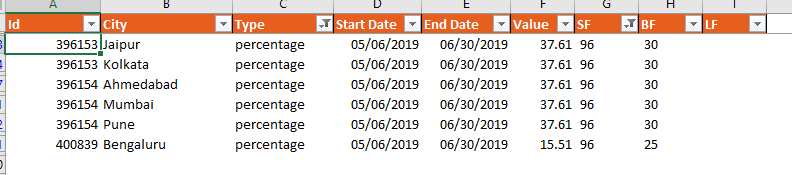 A B C D E F G H I
Id City Type Start Date End Date Value SF BF LF
396153 Jaipur percentage 05/06/2019 06/30/2019 37.61 96 30
396153 Kolkata percentage 05/06/2019 06/30/2019 37.61 96 30
396154 Ahmedabad percentage 05/06/2019 06/30/2019 37.61 96 30
396154 Mumbai percentage 05/06/2019 06/30/2019 37.61 96 30
396154 Pune percentage 05/06/2019 06/30/2019 37.61 96 30
400839 Bengaluru percentage 05/06/2019 06/30/2019 15.51 96 25